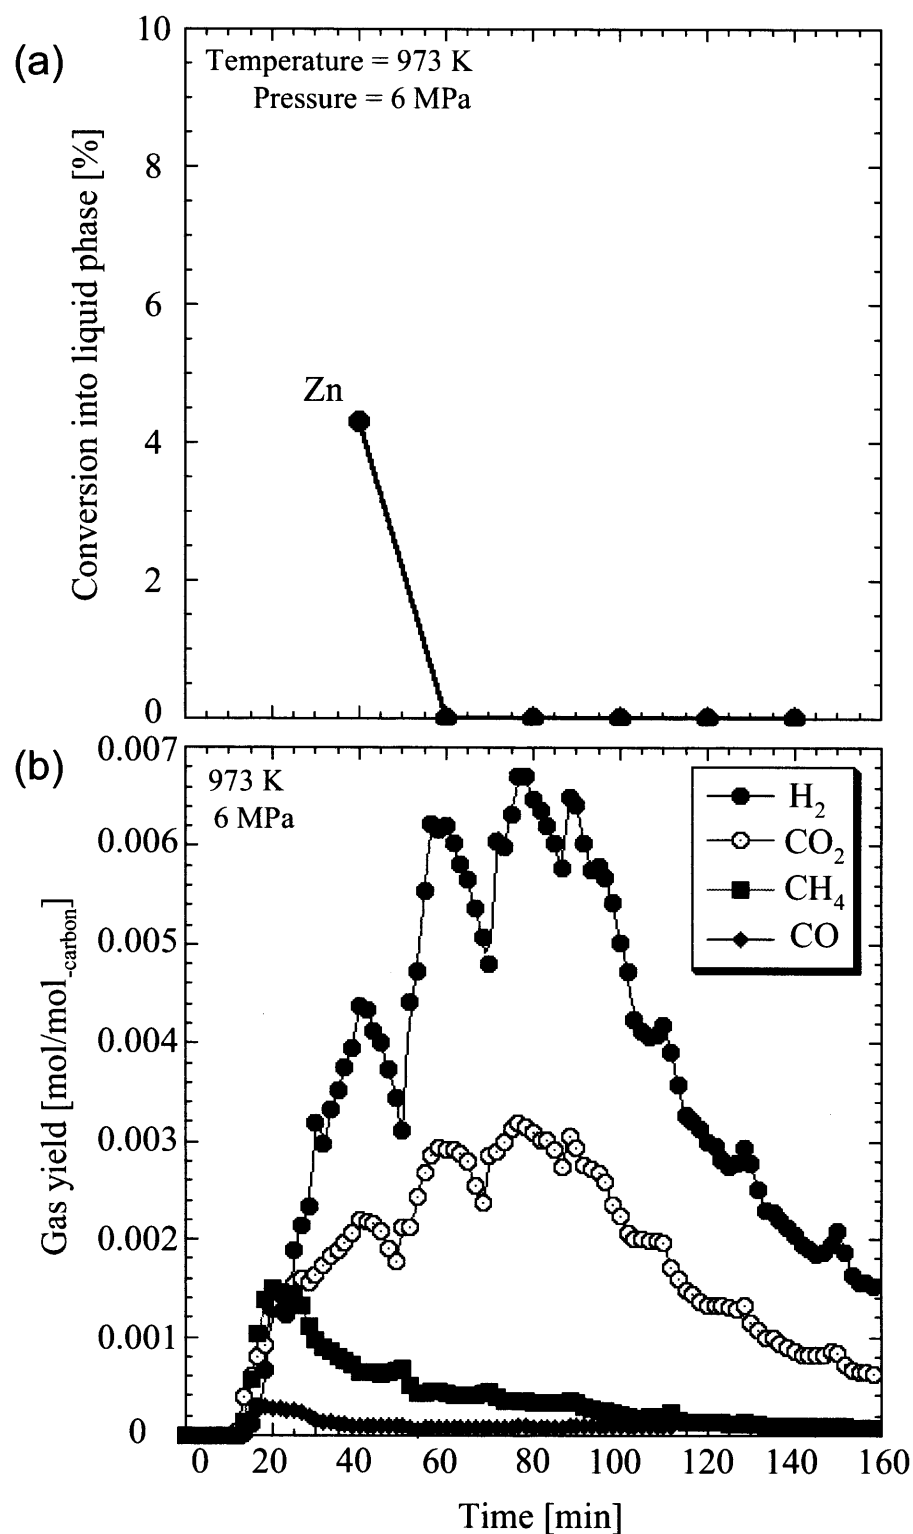 (a)
Temperature = 973 K
Pressure = 6 MPa
Conversion into liquid phase [%]
10
8
6
4
2
0
Zn
(b)
973 K
6 MPa
H₂
CO₂
CH₄
CO
Gas yield [mol/mol-carbon]
0.007
0.006
0.005
0.004
0.003
0.002
0.001
0
0 20 40 60 80 100 120 140 160
Time [min]